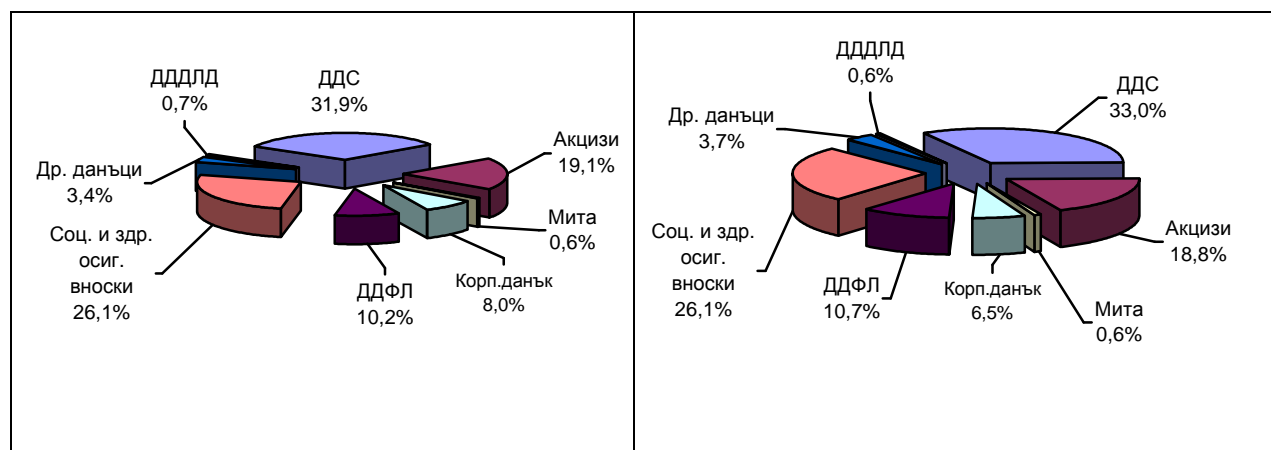 ДДДЛД
0,7%
ДДС
31,9%
Акцизи
19,1%
Мита
0,6%
Корп.данък
8,0%
ДДФЛ
10,2%
Соц. и здр.
осиг.
вноски
26,1%
Др. данъци
3,4%
ДДДЛД
0,6%
ДДС
33,0%
Акцизи
18,8%
Мита
0,6%
Корп.данък
6,5%
ДДФЛ
10,7%
Соц. и здр.
осиг.
вноски
26,1%
Др. данъци
3,7%